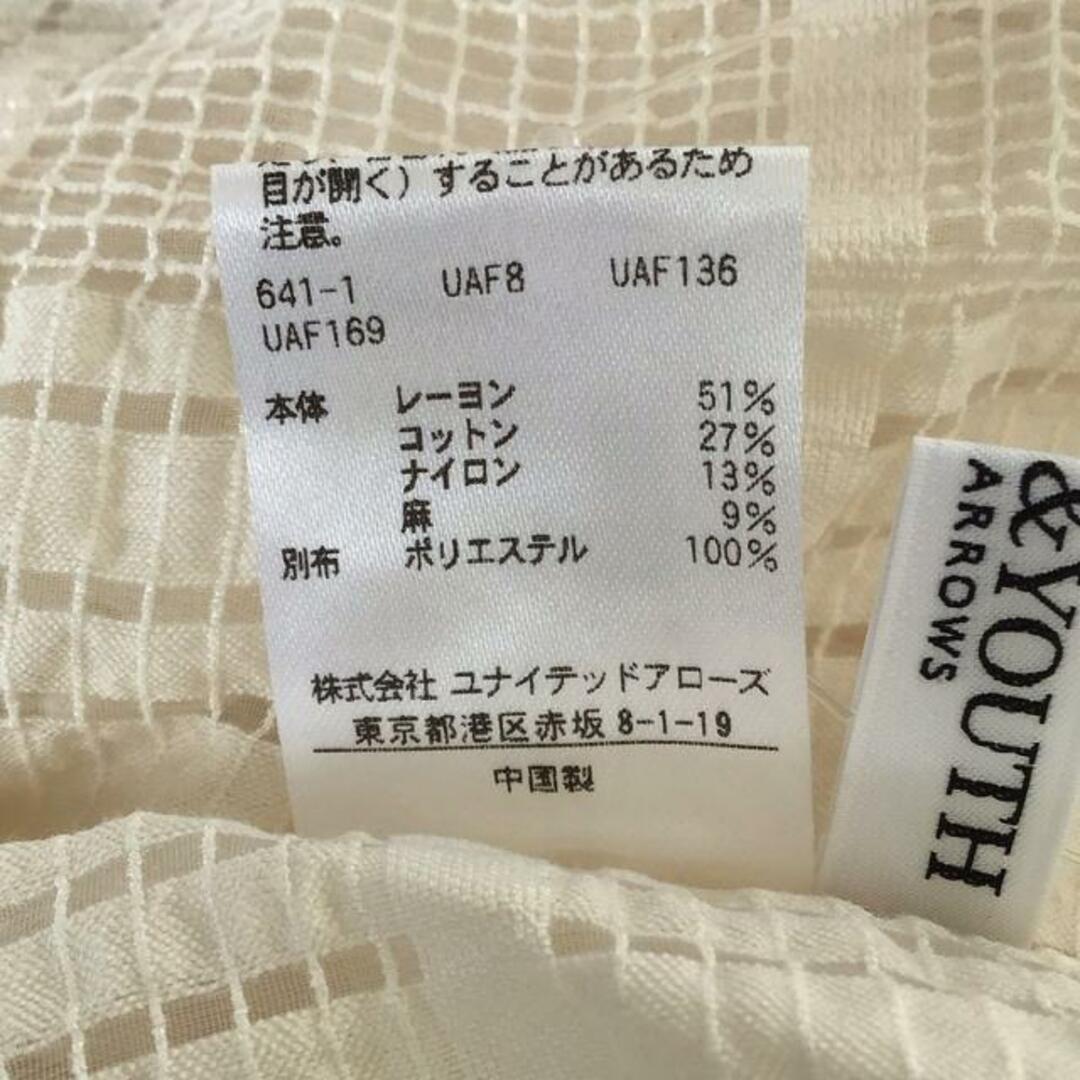 目が開く）することがあるため
注意。
641-1 UAF8 UAF136
UAF169
本体 レーヨン 51%
コットン 27%
ナイロン 13%
麻 9%
別布 ポリエステル 100%
株式会社 ユナイテッドアローズ
東京都港区赤坂 8-1-19
中国製
&YOUTH
ARROWS